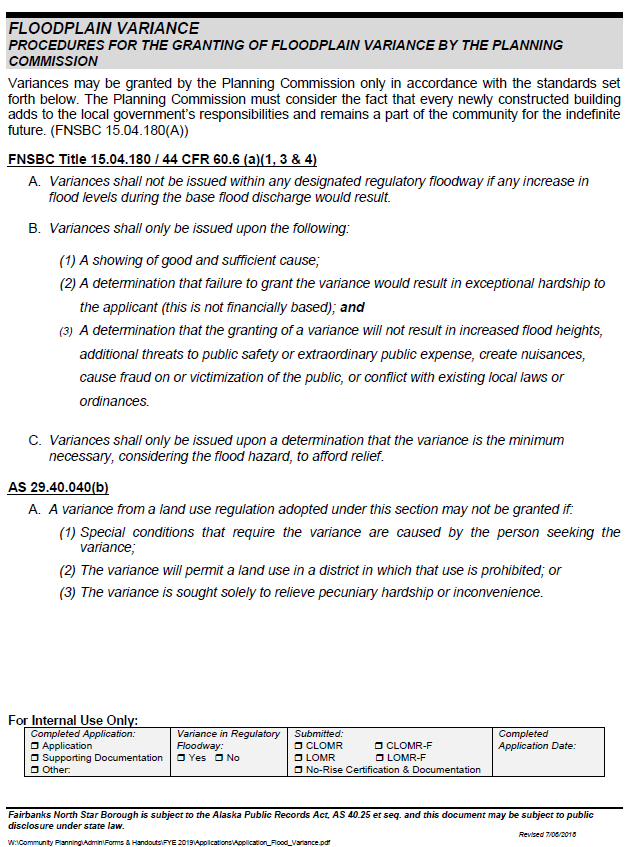 FLOODPLAIN VARIANCE
PROCEDURES FOR THE GRANTING OF FLOODPLAIN VARIANCE BY THE PLANNING
COMMISSION
Variances may be granted by the Planning Commission only in accordance with the standards set
forth below. The Planning Commission must consider the fact that every newly constructed building
adds to the local government's responsibilities and remains a part of the community for the indefinite
future. (FNSBC 15.04.180(A))
FNSBC Title 15.04.180 / 44 CFR 60.6 (a)(1, 3 & 4)
A. Variances shall not be issued within any designated regulatory floodway if any increase in
flood levels during the base flood discharge would result.
B. Variances shall only be issued upon the following:
(1) A showing of good and sufficient cause;
(2) A determination that failure to grant the variance would result in exceptional hardship to
the applicant (this is not financially based); and
(3) A determination that the granting of a variance will not result in increased flood heights,
additional threats to public safety or extraordinary public expense, create nuisances,
cause fraud on or victimization of the public, or conflict with existing local laws or
ordinances.
C. Variances shall only be issued upon a determination that the variance is the minimum
necessary, considering the flood hazard, to afford relief.
AS 29.40.040(b)
A. A variance from a land use regulation adopted under this section may not be granted if:
(1) Special conditions that require the variance are caused by the person seeking the
variance;
(2) The variance will permit a land use in a district in which that use is prohibited; or
(3) The variance is sought solely to relieve pecuniary hardship or inconvenience.
For Internal Use Only:
Completed Application:
❒ Application
❒ Supporting Documentation
❒ Other:
Variance in Regulatory
Floodway:
❒ Yes ❒ No
Submitted:
❒ CLOMR ❒ CLOMR-F
❒ LOMR ❒ LOMR-F
❒ No-Rise Certification & Documentation
Completed
Application Date:
Fairbanks North Star Borough is subject to the Alaska Public Records Act, AS 40.25 et seq. and this document may be subject to public
disclosure under state law.
Revised 7/06/2018
W:\Community Planning\Admin\Forms & Handouts\FYE 2019\Applications\Application_Flood_Variance.pdf